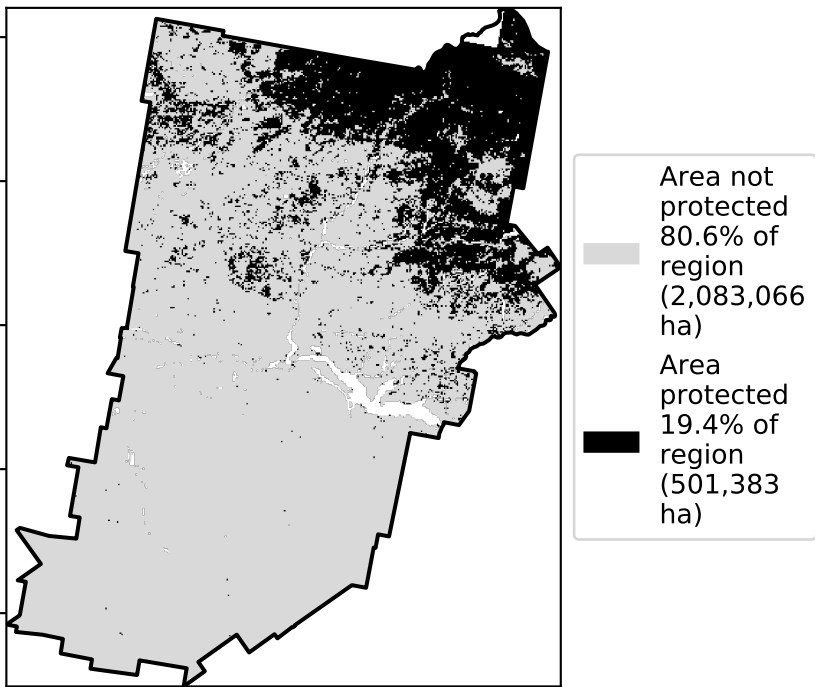 Area not
protected
80.6% of
region
(2,083,066
ha)
Area
protected
19.4% of
region
(501,383
ha)